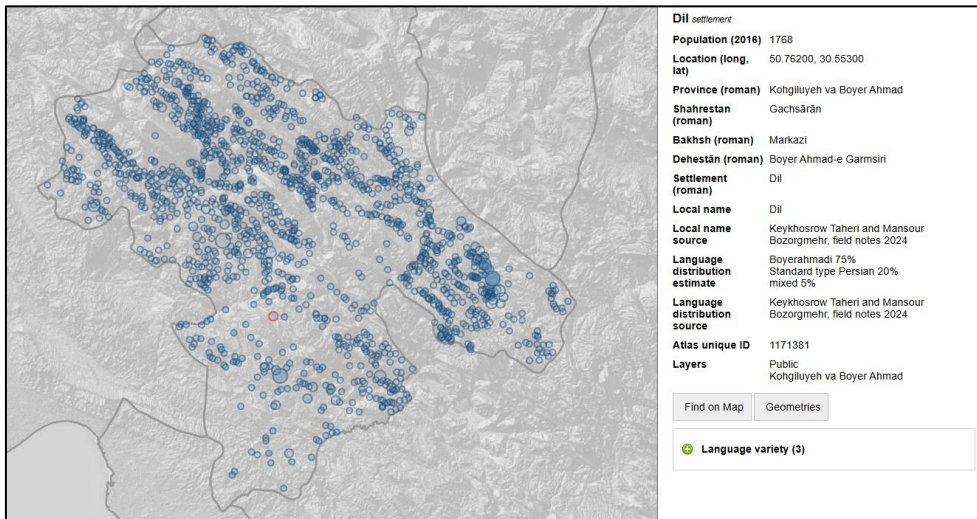 Dil settlement
Population (2016) 1768
Location (long, lat) 50.76200, 30.55300
Province (roman) Kohgiluyeh va Boyer Ahmad
Shahrestan (roman) Gachsārān
Bakhsh (roman) Markazi
Dehestān (roman) Boyer Ahmad-e Garmsiri
Settlement (roman) Dil
Local name Dil
Local name source Keykhosrow Taheri and Mansour
Bozorgmehr, field notes 2024
Language distribution estimate Boyerahmadi 75%
Standard type Persian 20%
mixed 5%
Language distribution source Keykhosrow Taheri and Mansour
Bozorgmehr, field notes 2024
Atlas unique ID 1171381
Layers Public
Kohgiluyeh va Boyer Ahmad
Find on Map Geometries
Language variety (3)